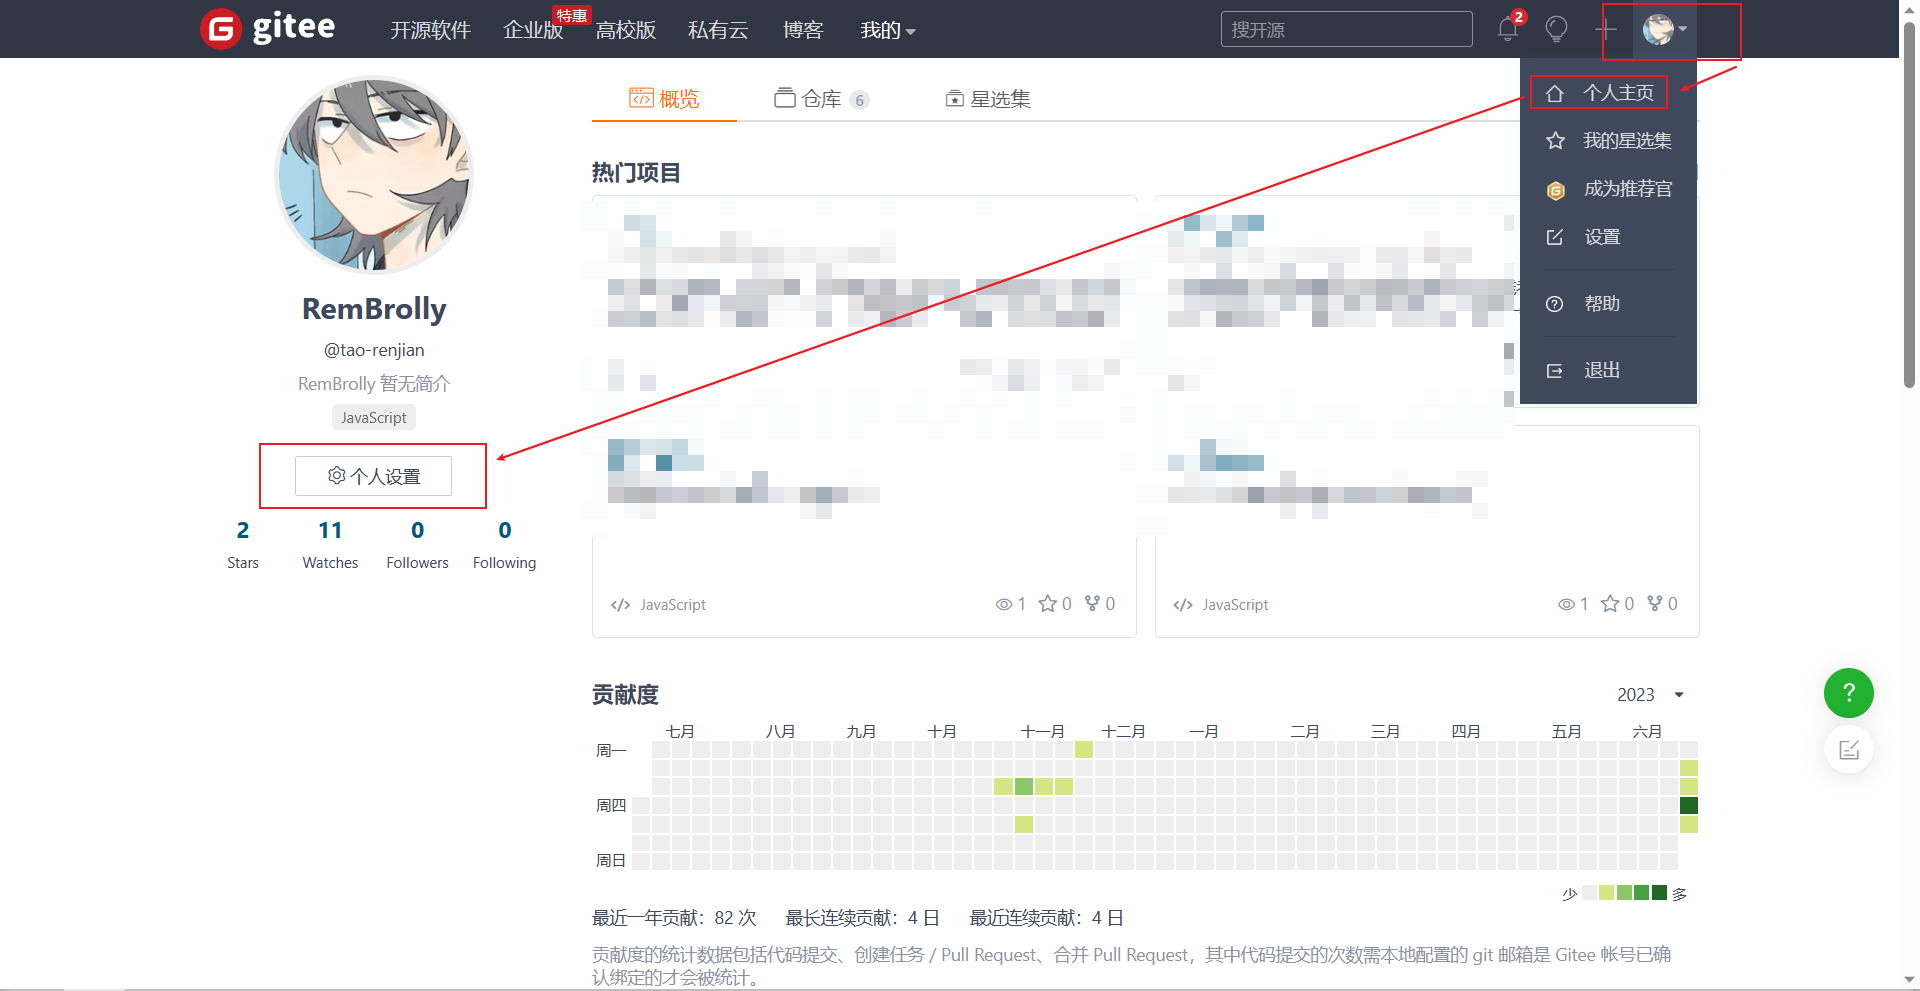 gitee
开源软件
企业版
特惠
高校版
私有云
博客
我的
搜开源
2
个人主页
我的星选集
成为推荐官
设置
帮助
退出
概览
仓库 6
星选集
热门项目
RemBrolly
@tao-renjian
RemBrolly 暂无简介
JavaScript
个人设置
2 11 0 0
Stars Watches Followers Following
JavaScript 1 0 0
JavaScript 1 0 0
贡献度
2023
七月 八月 九月 十月 十一月 十二月 一月 二月 三月 四月 五月 六月
周一
周四
周日
少 多
最近一年贡献：82 次 最长连续贡献：4 日 最近连续贡献：4 日
贡献度的统计数据包括代码提交、创建任务 / Pull Request、合并 Pull Request，其中代码提交的次数需本地配置的 git 邮箱是 Gitee 帐号已确
认绑定的才会被统计。
?